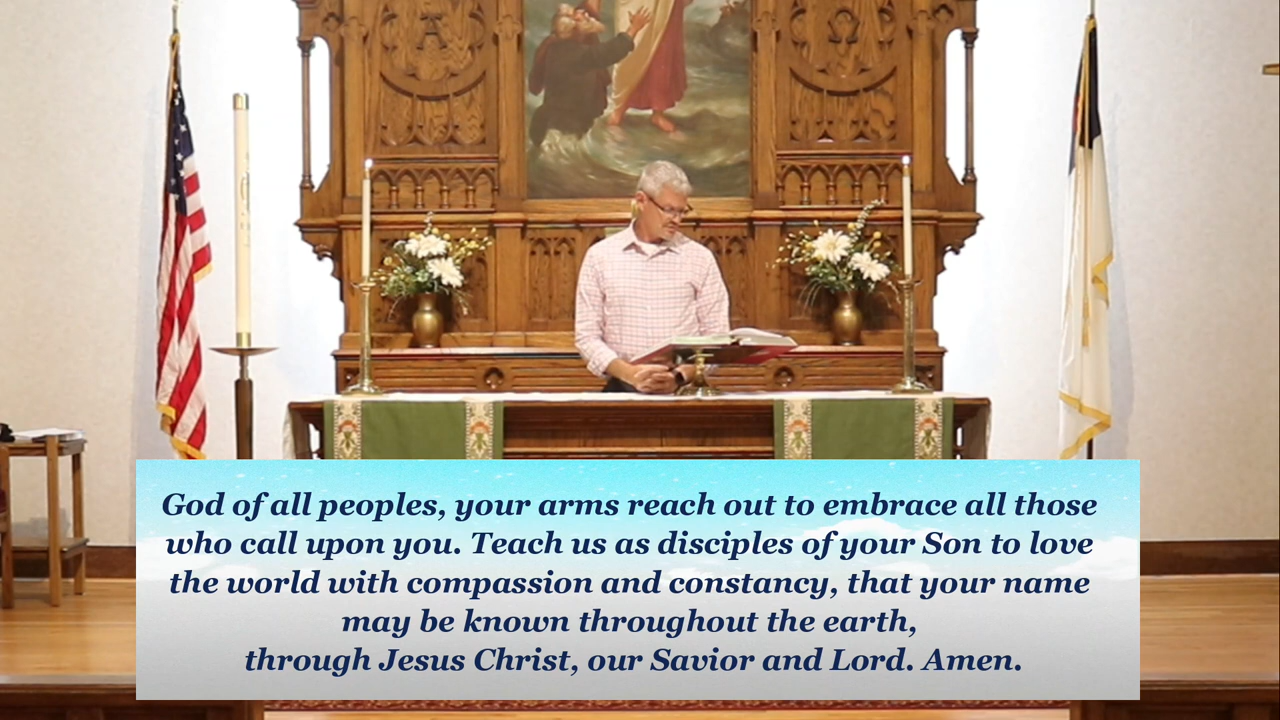 God of all peoples, your arms reach out to embrace all those
who call upon you. Teach us as disciples of your Son to love
the world with compassion and constancy, that your name
may be known throughout the earth,
through Jesus Christ, our Savior and Lord. Amen.